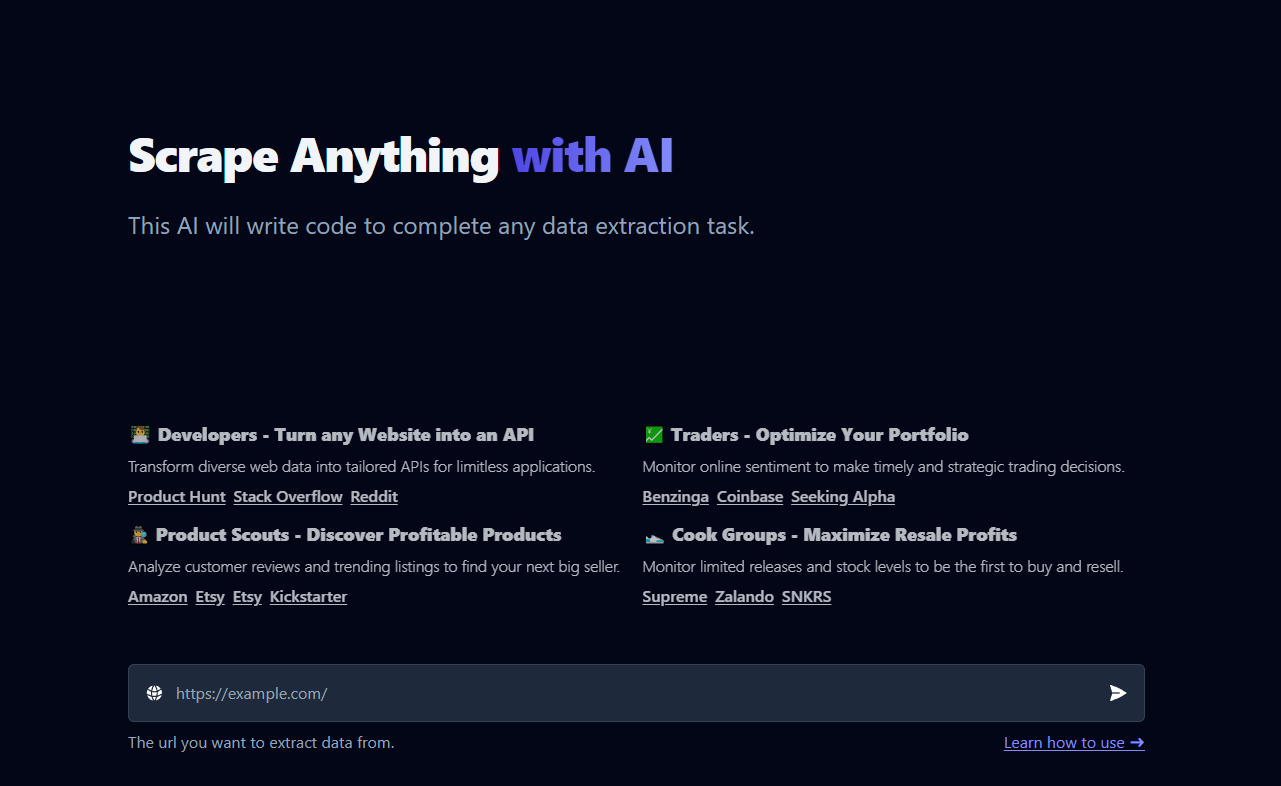 Scrape Anything with AI
This AI will write code to complete any data extraction task.
Developers - Turn any Website into an API
Transform diverse web data into tailored APIs for limitless applications.
Product Hunt Stack Overflow Reddit
Traders - Optimize Your Portfolio
Monitor online sentiment to make timely and strategic trading decisions.
Benzinga Coinbase Seeking Alpha
Product Scouts - Discover Profitable Products
Analyze customer reviews and trending listings to find your next big seller.
Amazon Etsy Etsy Kickstarter
Cook Groups - Maximize Resale Profits
Monitor limited releases and stock levels to be the first to buy and resell.
Supreme Zalando SNKRS
https://example.com/
The url you want to extract data from.
Learn how to use →